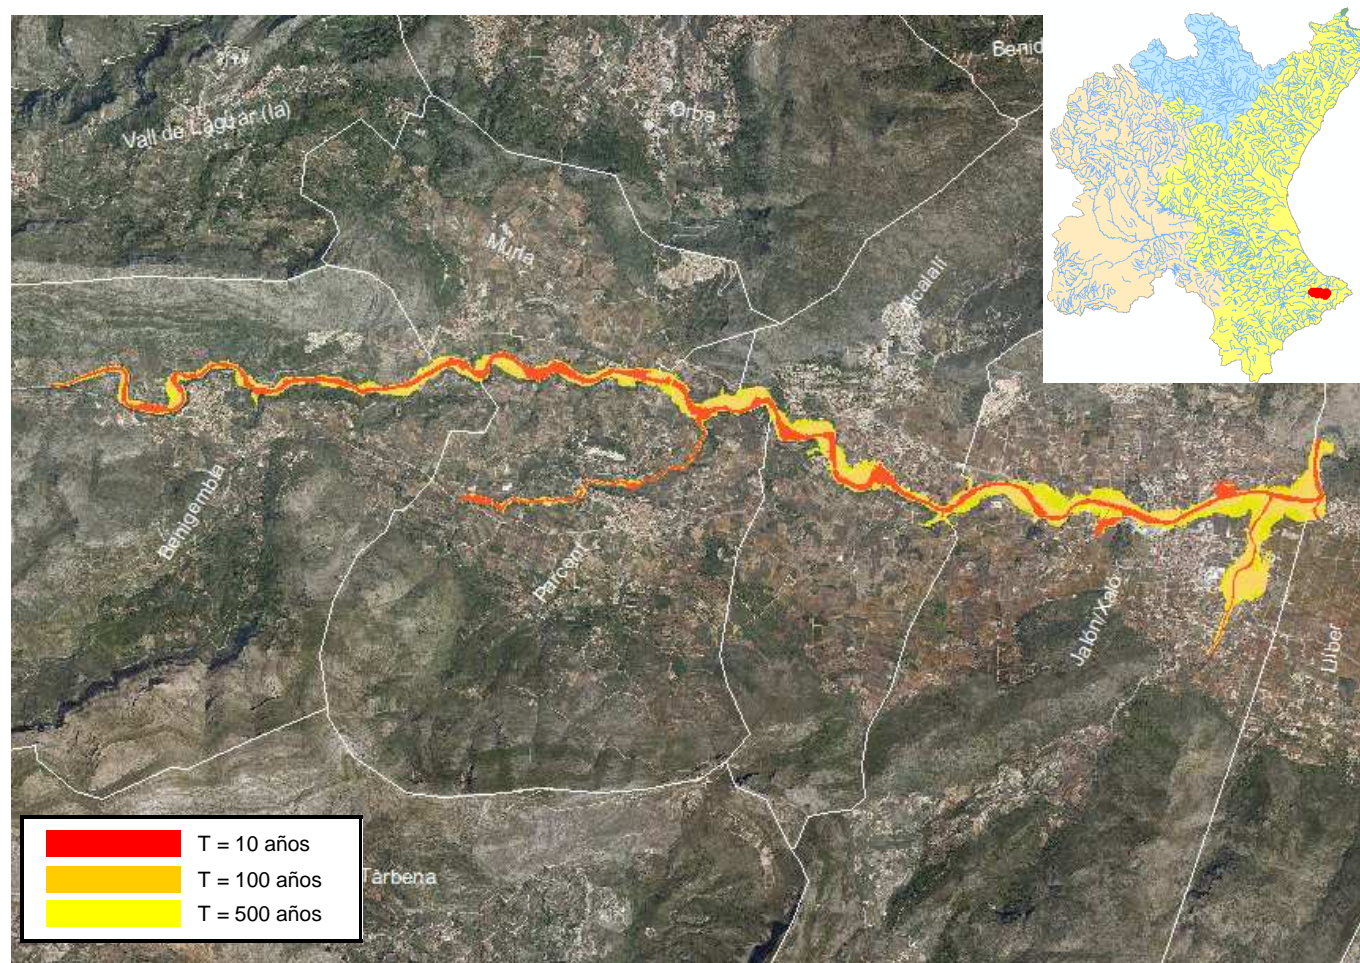 Benid
Orba
Vall de Laguar (la)
Murla
Alcalalí
Benigembla
Parcent
Jalón/Xaló
Llíber
Tàrbena
T = 10 años
T = 100 años
T = 500 años